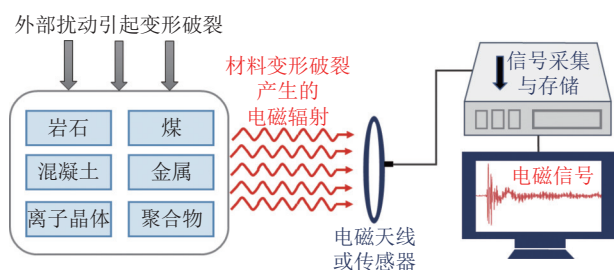 外部扰动引起变形破裂
岩石
煤
混凝土
金属
离子晶体
聚合物
材料变形破裂
产生的
电磁辐射
电磁天线
或传感器
信号采集
与存储
电磁信号